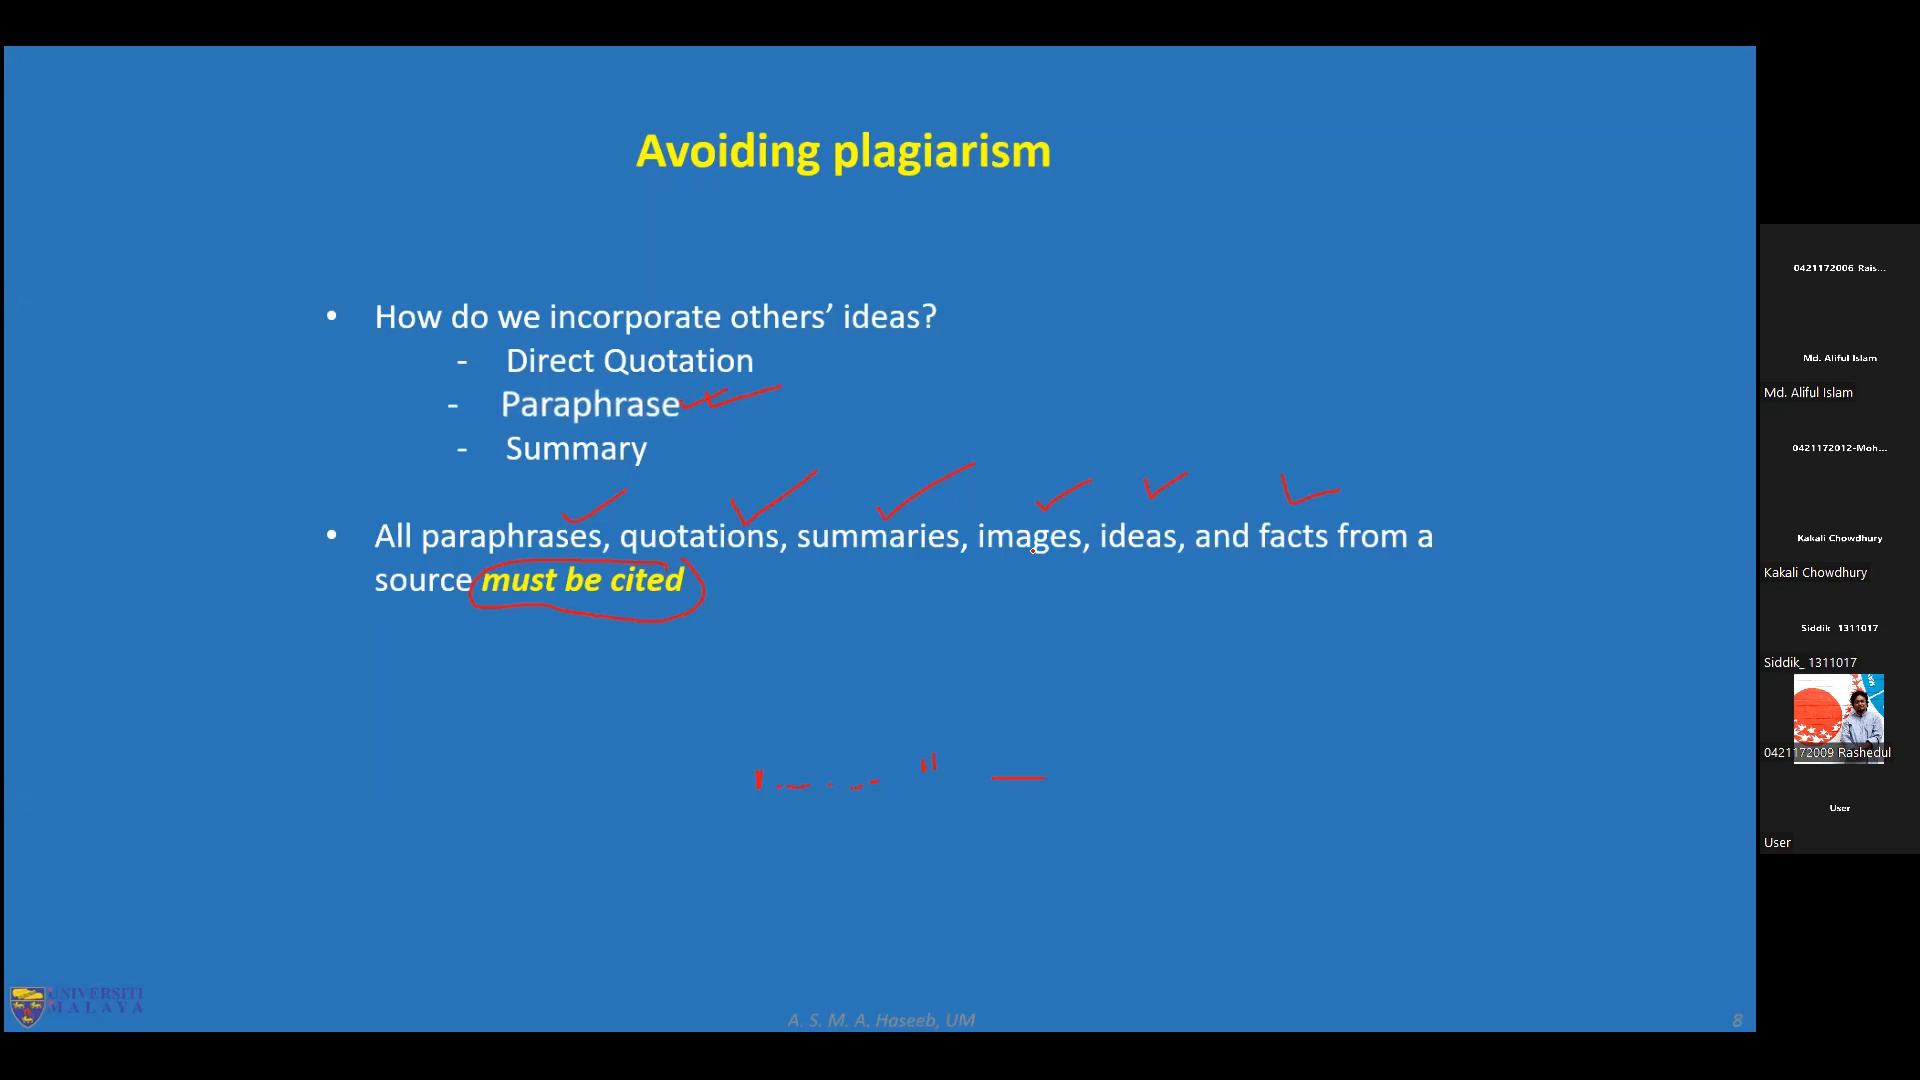 Avoiding plagiarism
• How do we incorporate others’ ideas?
- Direct Quotation
- Paraphrase
- Summary
• All paraphrases, quotations, summaries, images, ideas, and facts from a
source must be cited
UNIVERSITI
MALAYA
A. S. M. A. Haseeb, UM
8
0421172006 Rais...
Md. Aliful Islam
Md. Aliful Islam
0421172012-Moh...
Kakali Chowdhury
Kakali Chowdhury
Siddik_ 1311017
Siddik_ 1311017
0421172009 Rashedul
User
User